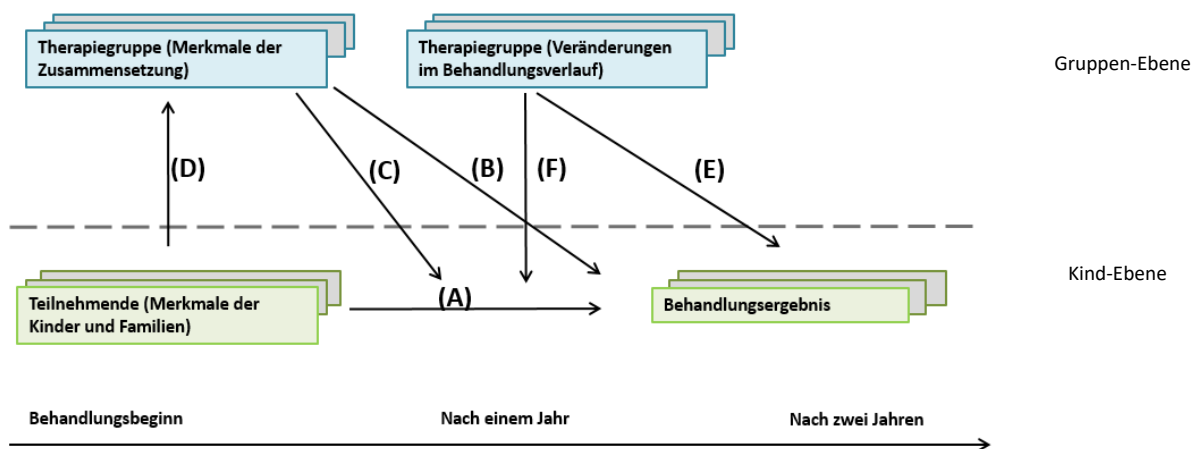 Therapiegruppe (Merkmale der
Zusammensetzung)
Therapiegruppe (Veränderungen
im Behandlungsverlauf)
Gruppen-Ebene
(D)
(C)
(B)
(F)
(E)
Kind-Ebene
Teilnehmende (Merkmale der
Kinder und Familien)
(A)
Behandlungsergebnis
Behandlungsbeginn
Nach einem Jahr
Nach zwei Jahren